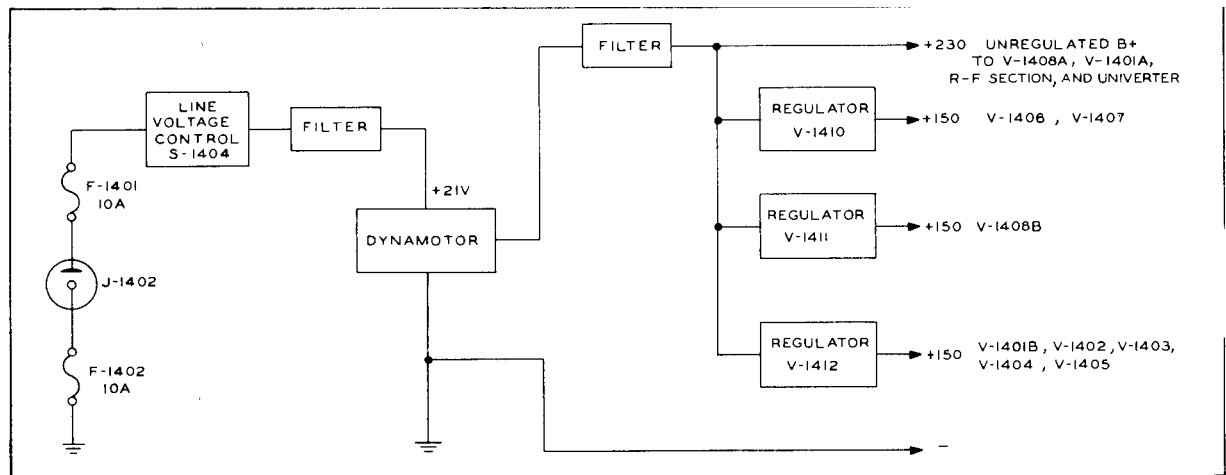 LINE
VOLTAGE
CONTROL
S-1404
FILTER
F-1401
10A
J-1402
F-1402
10A
+21V
DYNAMOTOR
FILTER
+230 UNREGULATED B+
TO V-1408A, V-1401A,
R-F SECTION, AND UNIVERTER
REGULATOR
V-1410
+150 V-1406 , V-1407
REGULATOR
V-1411
+150 V-1408B
REGULATOR
V-1412
+150 V-1401B, V-1402, V-1403,
V-1404 , V-1405
-